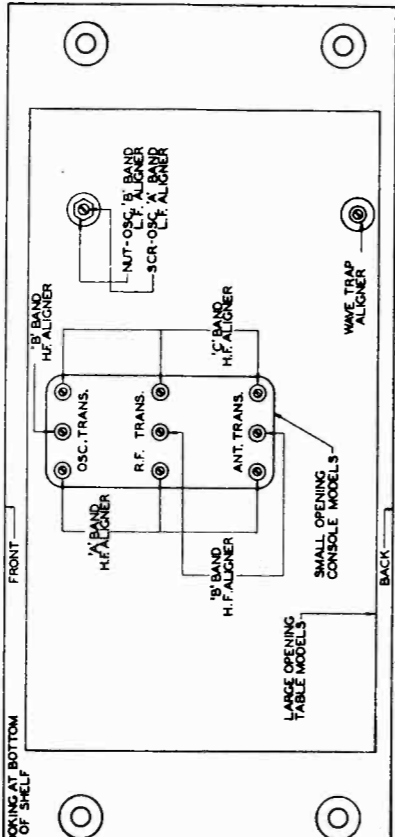 OKING AT BOTTOM
OF SHELF
FRONT
'B' BAND
H.F. ALIGNER
NUT-OSC. 'B' BAND
L.F. ALIGNER
SCR-OSC. 'A' BAND
L.F. ALIGNER
OSC. TRANS.
R.F. TRANS.
ANT. TRANS.
'A' BAND
H.F. ALIGNER
'C' BAND
H.F. ALIGNER
'B' BAND
H.F. ALIGNER
WAVE TRAP
ALIGNER
SMALL OPENING
CONSOLE MODELS
LARGE OPENING
TABLE MODELS
BACK